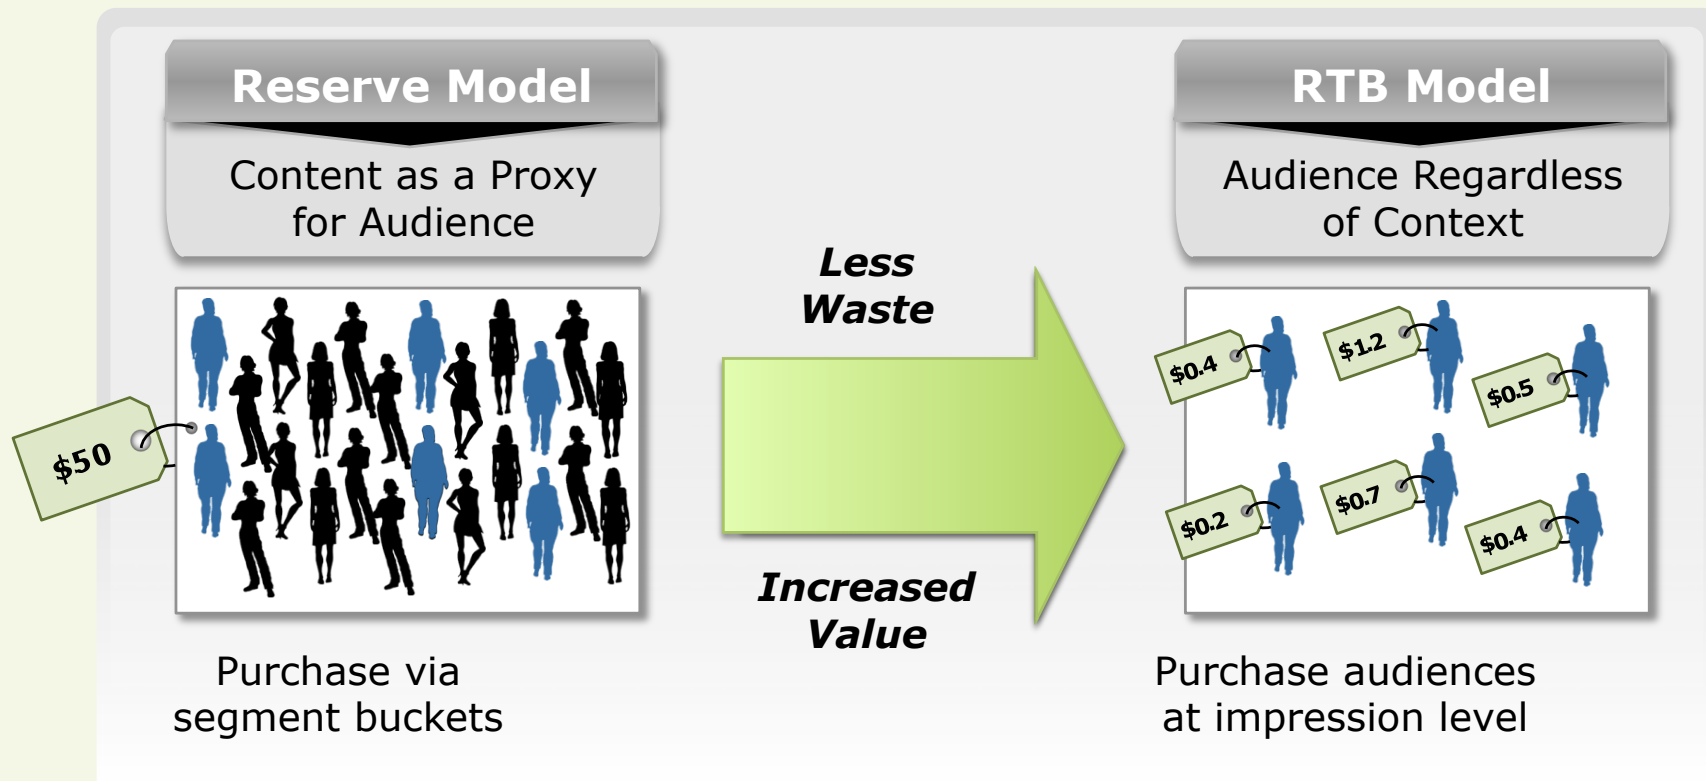 Reserve Model
Content as a Proxy
for Audience
$50
Purchase via
segment buckets
Less
Waste
Increased
Value
RTB Model
Audience Regardless
of Context
$0.4
$1.2
$0.5
$0.2
$0.7
$0.4
Purchase audiences
at impression level